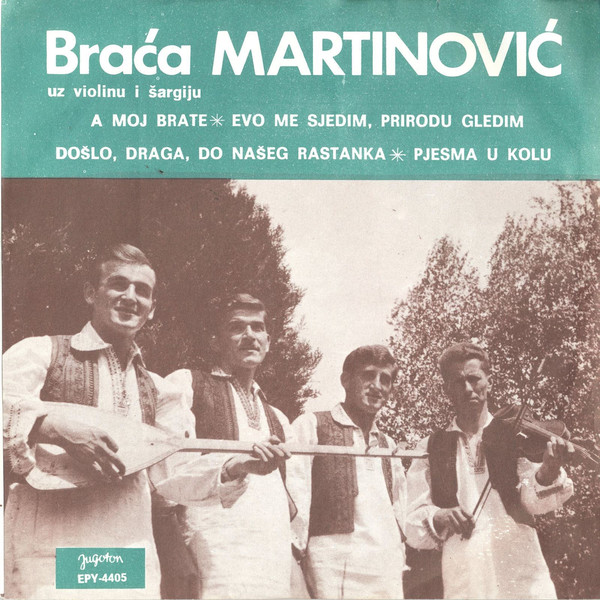 Braća MARTINOVIĆ
uz violinu i šargiju
A MOJ BRATE✳EVO ME SJEDIM, PRIRODU GLEDIM
DOŠLO, DRAGA, DO NAŠEG RASTANKA✳PJESMA U KOLU
Jugoton
EPY-4405